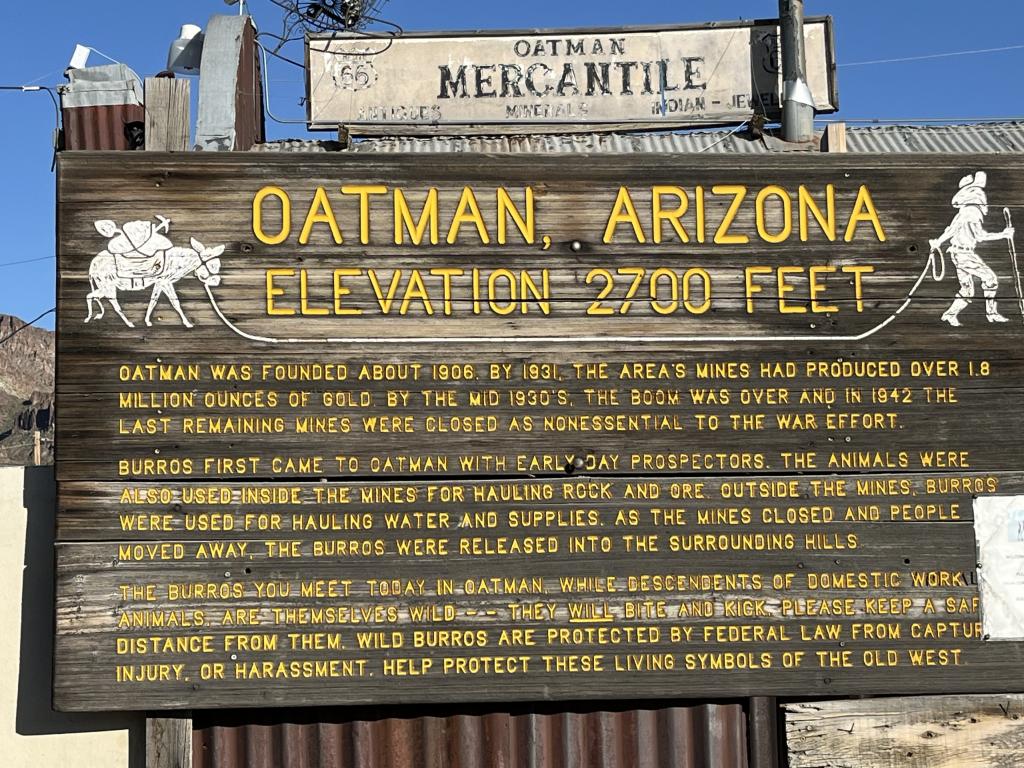 OATMAN
66
MERCANTILE
ANTIQUES MINERALS INDIAN - JEWEL
OATMAN, ARIZONA
ELEVATION 2700 FEET
OATMAN WAS FOUNDED ABOUT 1906. BY 1931, THE AREA'S MINES HAD PRODUCED OVER 1.8
MILLION OUNCES OF GOLD. BY THE MID 1930'S, THE BOOM WAS OVER AND IN 1942 THE
LAST REMAINING MINES WERE CLOSED AS NONESSENTIAL TO THE WAR EFFORT.
BURROS FIRST CAME TO OATMAN WITH EARLY DAY PROSPECTORS. THE ANIMALS WERE
ALSO USED INSIDE THE MINES FOR HAULING ROCK AND ORE. OUTSIDE THE MINES, BURROS
WERE USED FOR HAULING WATER AND SUPPLIES. AS THE MINES CLOSED AND PEOPLE
MOVED AWAY, THE BURROS WERE RELEASED INTO THE SURROUNDING HILLS
THE BURROS YOU MEET TODAY IN OATMAN, WHILE DESCENDENTS OF DOMESTIC WORK
ANIMALS, ARE THEMSELVES WILD -- THEY WILL BITE AND KICK. PLEASE KEEP A SAF
DISTANCE FROM THEM. WILD BURROS ARE PROTECTED BY FEDERAL LAW FROM CAPTUR
INJURY, OR HARASSMENT. HELP PROTECT THESE LIVING SYMBOLS OF THE OLD WEST.